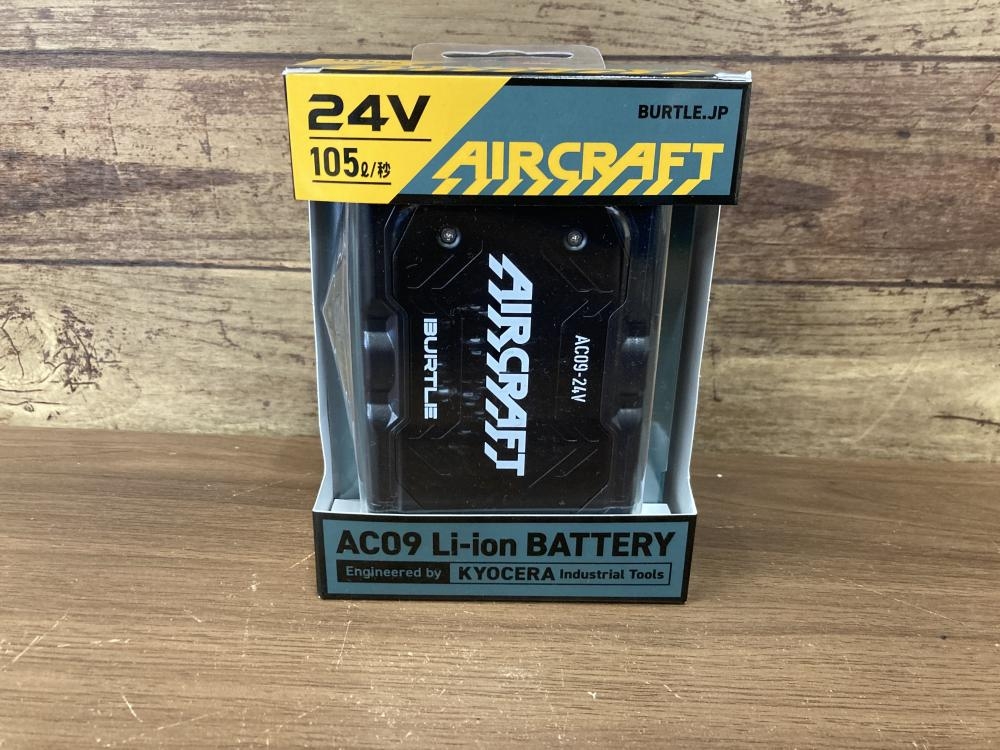 24V
105ℓ/秒
BURTLE.JP
AIRCRAFT
AIRCRAFT
BURTLE
AC09-24V
AC09 Li-ion BATTERY
Engineered by KYOCERA Industrial Tools